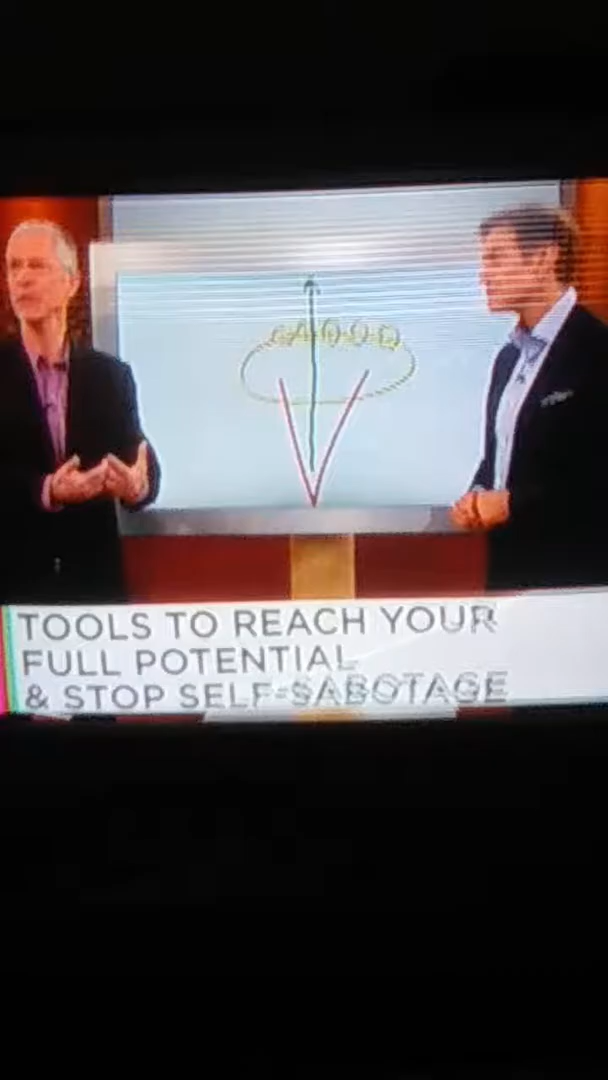 TOOLS TO REACH YOUR
FULL POTENTIAL
& STOP SELF-SABOTAGE